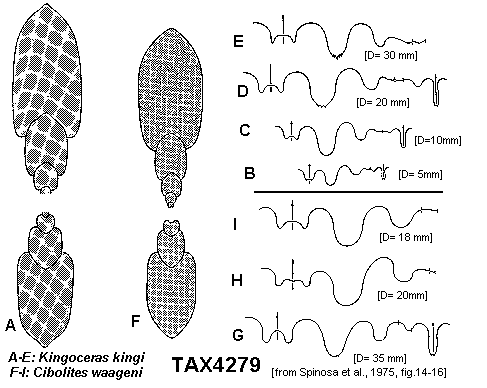 E
[D= 30 mm]
D
[D= 20 mm]
C
[D=10mm]
B
[D= 5mm]
I
[D= 18 mm]
H
[D= 20mm]
G
[D= 35 mm]
A
F
A-E: Kingoceras kingi
F-I: Cibolites waageni
TAX4279
[from Spinosa et al., 1975, fig.14-16]